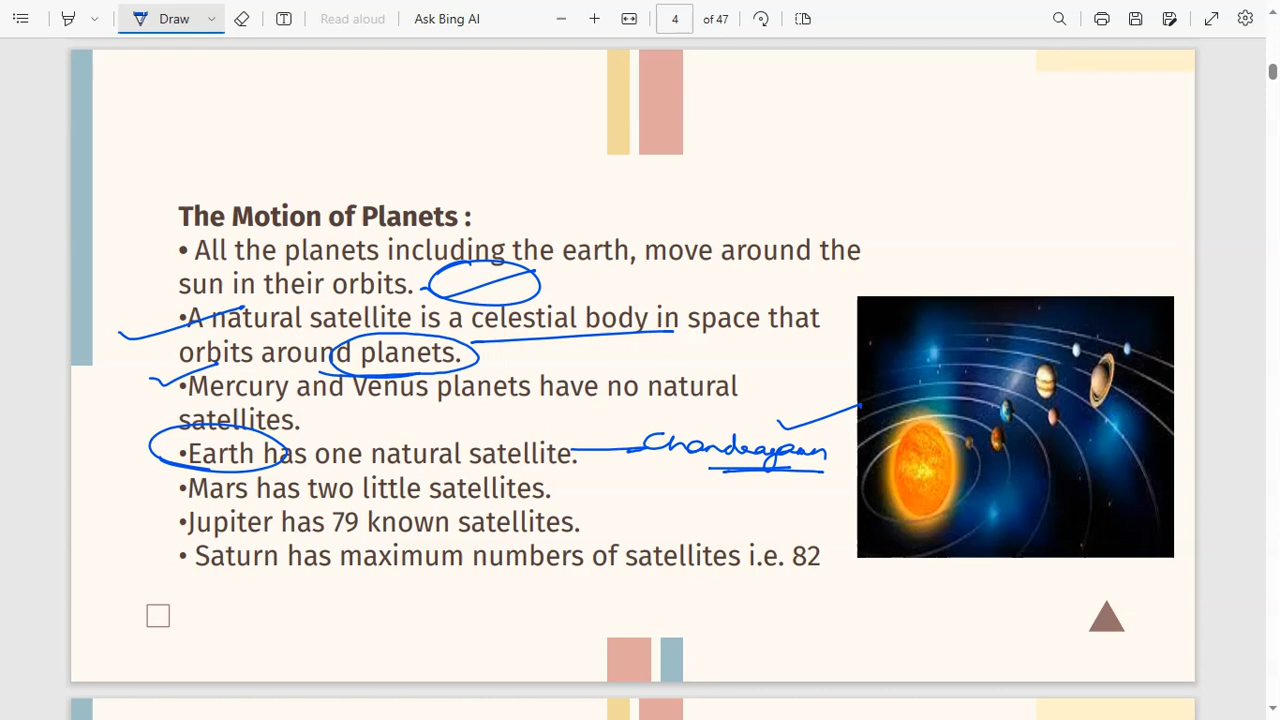 Draw
Read aloud
Ask Bing AI
4 of 47
The Motion of Planets :
• All the planets including the earth, move around the
sun in their orbits.
•A natural satellite is a celestial body in space that
orbits around planets.
•Mercury and Venus planets have no natural
satellites.
•Earth has one natural satellite.
•Mars has two little satellites.
•Jupiter has 79 known satellites.
• Saturn has maximum numbers of satellites i.e. 82